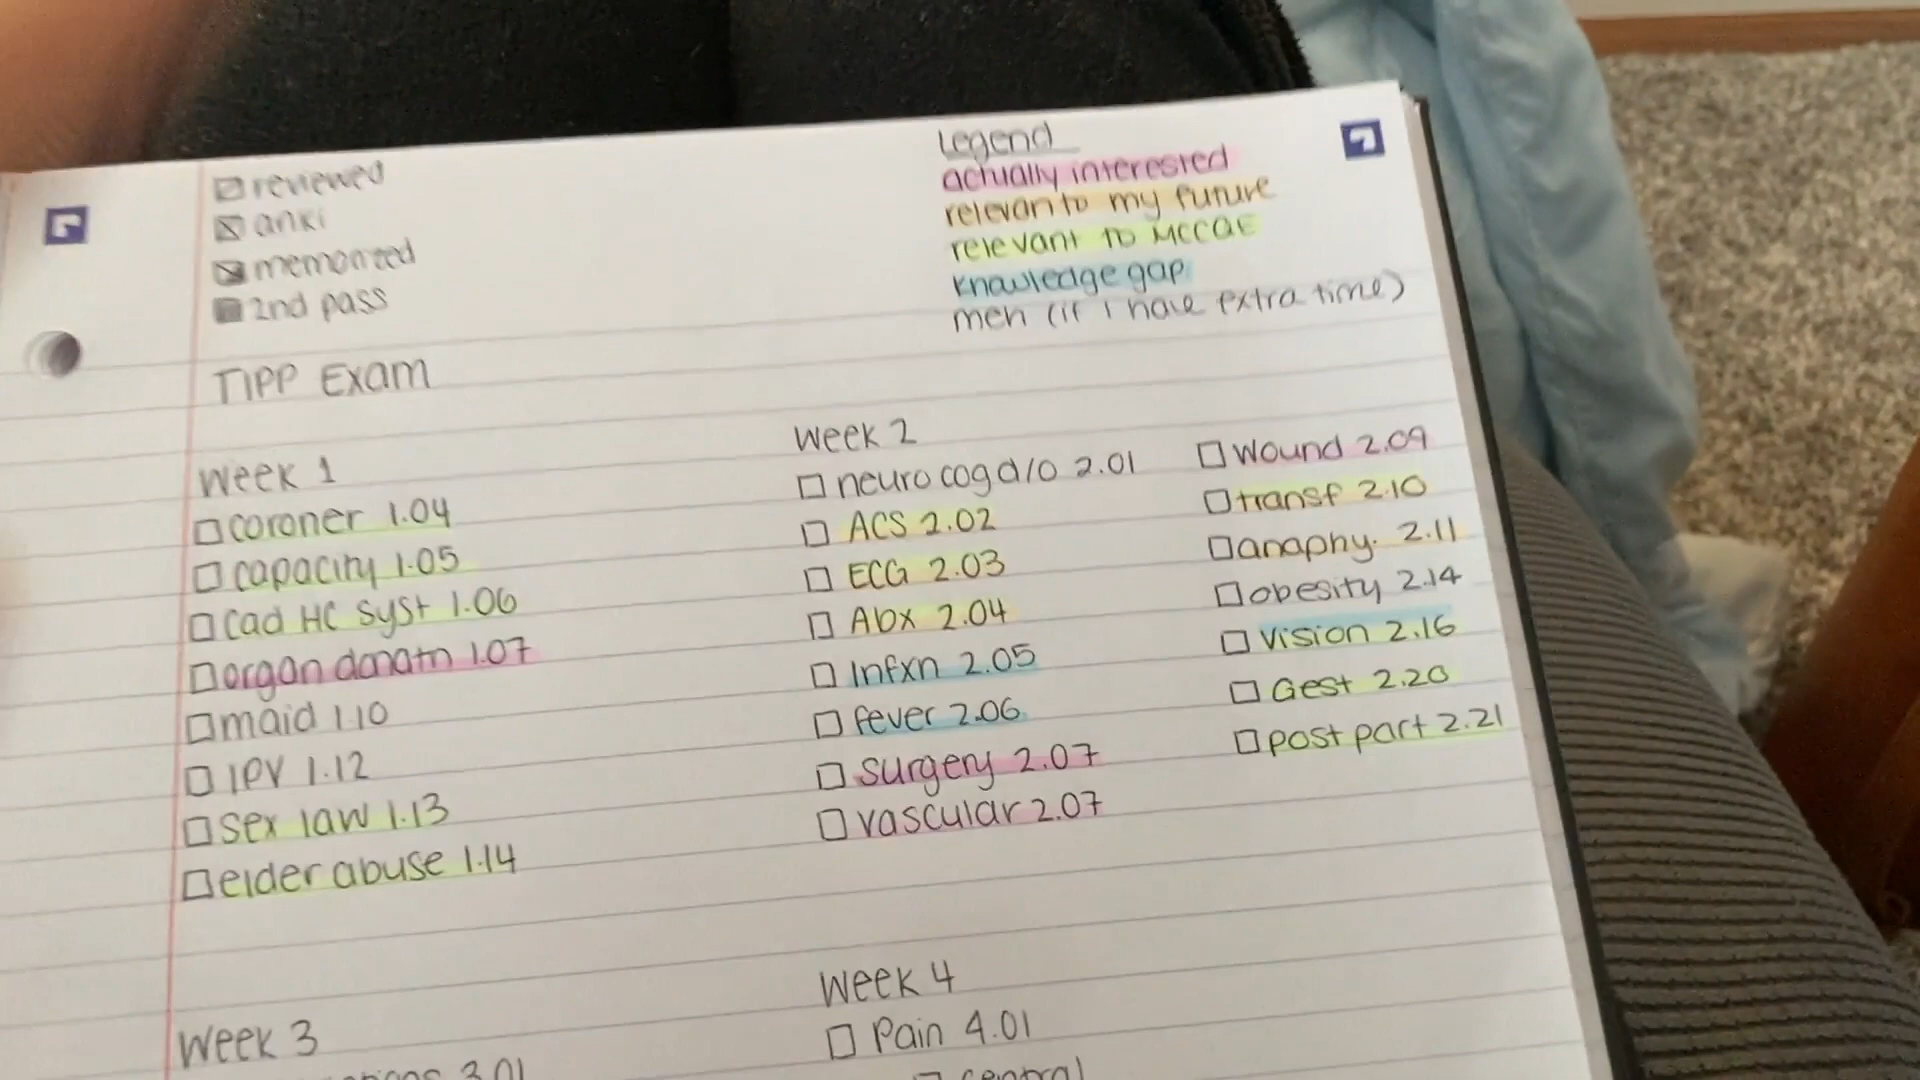 reviewed
anki
memorized
2nd pass
Legend
actually interested
relevant to my future
relevant to MCCQE
knowledge gap
meh (if I have extra time)
TIPP Exam
Week 1
coroner 1.04
capacity 1.05
Cad HC syst 1.06
organ donatn 1.07
maid 1.10
IPV 1.12
sex law 1.13
elder abuse 1.14
Week 2
neurocog d/o 2.01
ACS 2.02
ECG 2.03
Abx 2.04
Infxn 2.05
fever 2.06
surgery 2.07
vascular 2.07
Wound 2.09
transf 2.10
anaphy. 2.11
obesity 2.14
Vision 2.16
Gest 2.20
post part 2.21
Week 3
3.01
Week 4
Pain 4.01
central